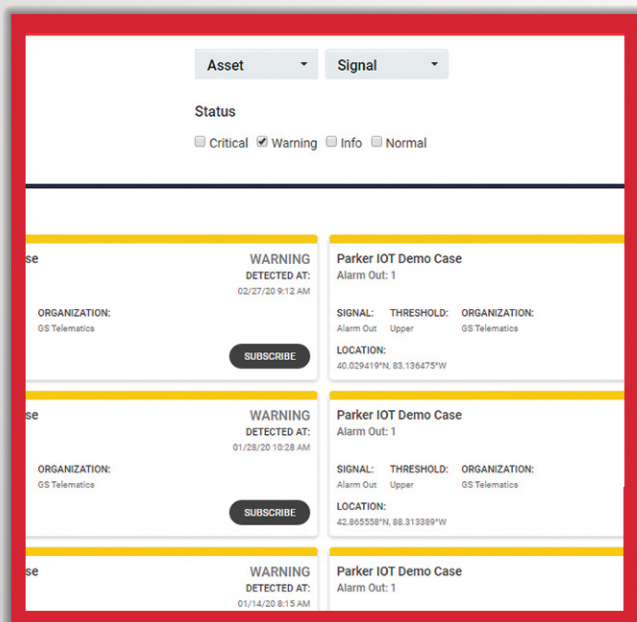 Asset Signal
Status
Critical Warning Info Normal
se
WARNING
DETECTED AT:
02/27/20 9:12 AM
ORGANIZATION:
GS Telematics
SUBSCRIBE
Parker IOT Demo Case
Alarm Out: 1
SIGNAL: THRESHOLD: ORGANIZATION:
Alarm Out Upper GS Telematics
LOCATION:
40.029419°N, 83.136475°W
se
WARNING
DETECTED AT:
01/28/20 10:28 AM
ORGANIZATION:
GS Telematics
SUBSCRIBE
Parker IOT Demo Case
Alarm Out: 1
SIGNAL: THRESHOLD: ORGANIZATION:
Alarm Out Upper GS Telematics
LOCATION:
42.865558°N, 88.313389°W
se
WARNING
DETECTED AT:
01/14/20 8:15 AM
Parker IOT Demo Case
Alarm Out: 1